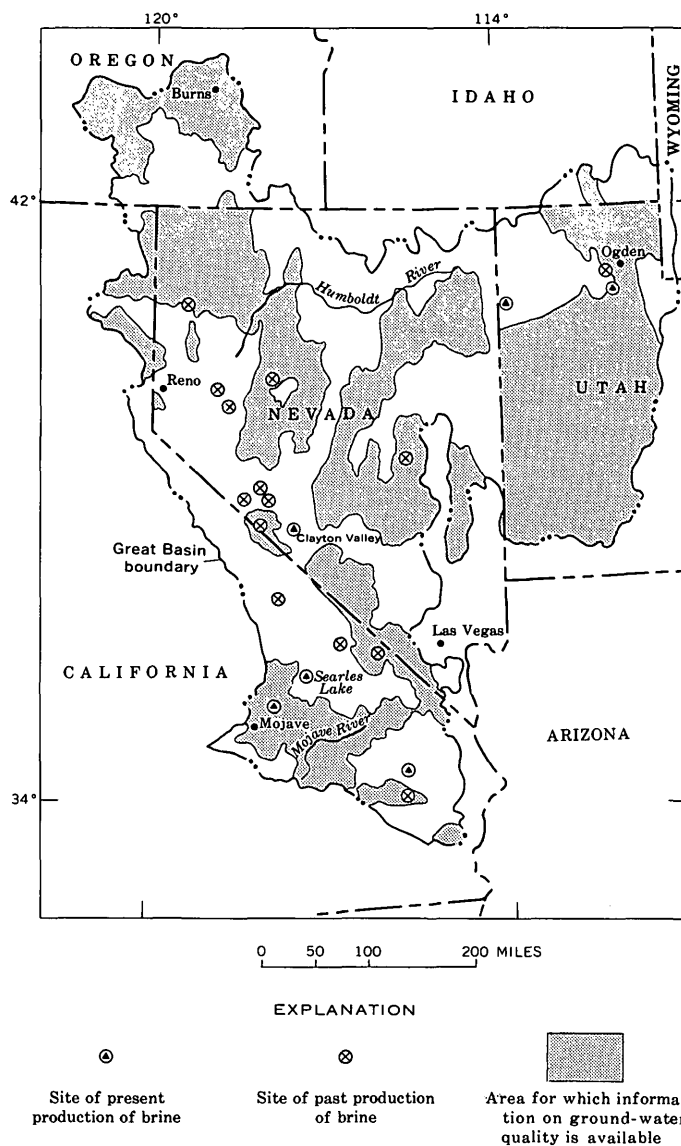 120°
114°
OREGON
Burns
IDAHO
WYOMING
42°
Ogden
Humboldt River
Reno
NEVADA
UTAH
Clayton Valley
Great Basin
boundary
Las Vegas
CALIFORNIA
Searles
Lake
Mojave
Mojave River
ARIZONA
34°
0 50 100 200 MILES
EXPLANATION
Site of present
production of brine
Site of past production
of brine
Area for which informa-
tion on ground-water
quality is available